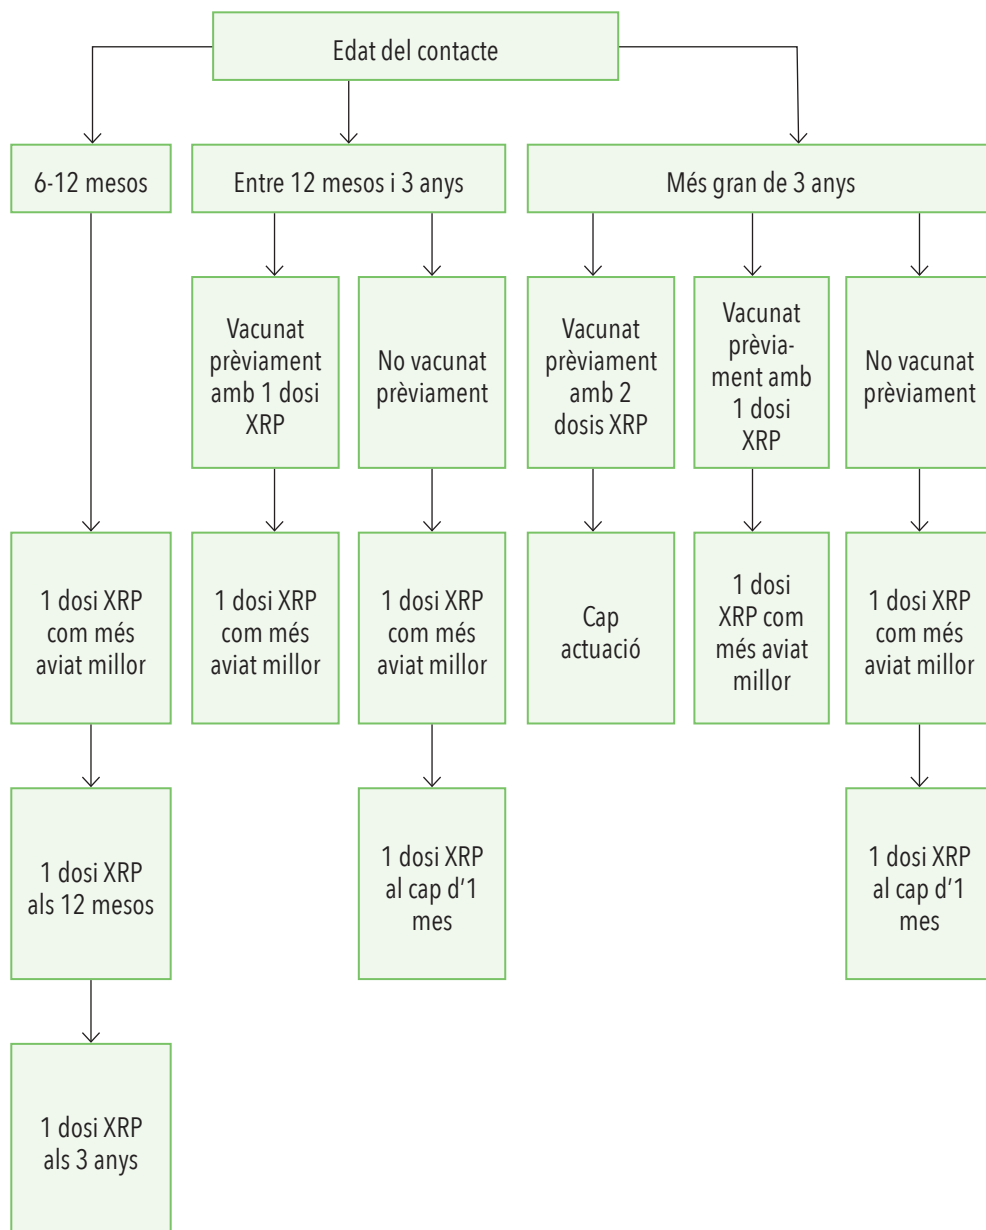 Edat del contacte
6-12 mesos
Entre 12 mesos i 3 anys
Més gran de 3 anys
Vacunat
prèviament
amb 1 dosi
XRP
No vacunat
prèviament
Vacunat
prèviament
amb 2
dosis XRP
Vacunat
prèvia-
ment amb
1 dosi
XRP
No vacunat
prèviament
1 dosi XRP
com més
aviat millor
1 dosi XRP
com més
aviat millor
1 dosi XRP
com més
aviat millor
Cap
actuació
1 dosi
XRP com
més aviat
millor
1 dosi XRP
com més
aviat millor
1 dosi XRP
als 12 mesos
1 dosi XRP
al cap d'1
mes
1 dosi XRP
al cap d'1
mes
1 dosi XRP
als 3 anys